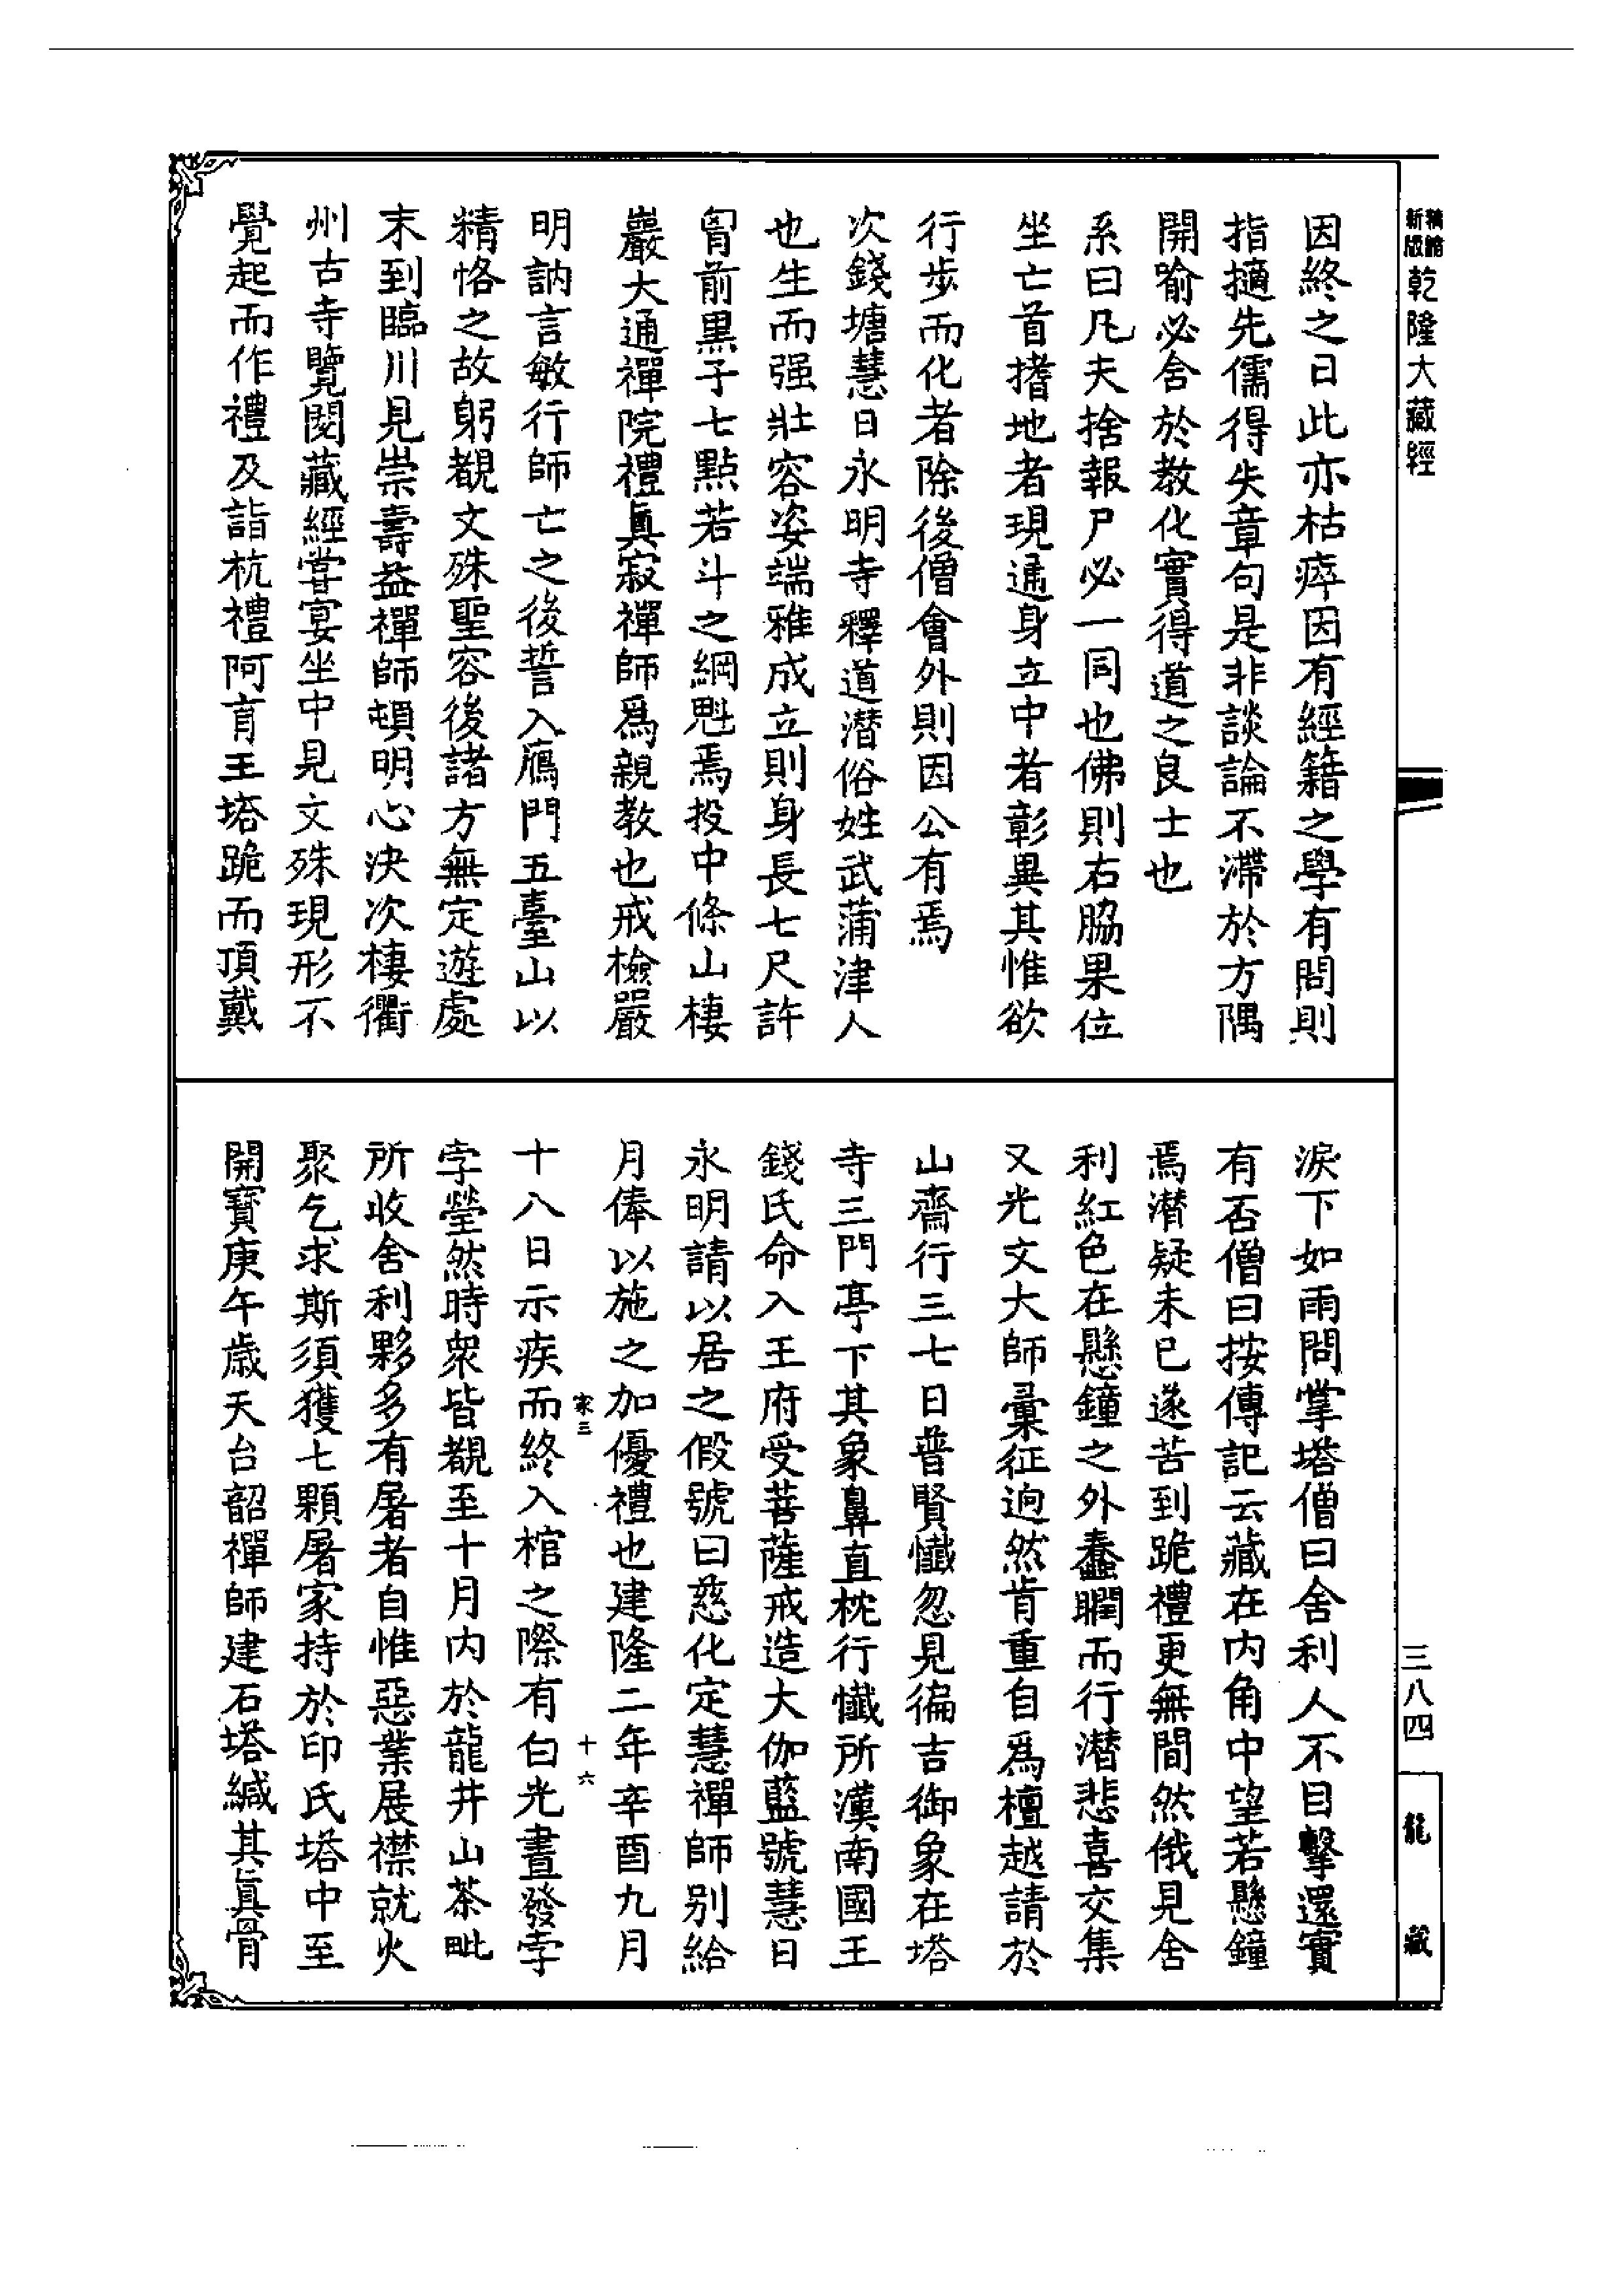 因終之日此亦枯瘁因有經籍之學有問則
指擿先儒得失章句是非談論不滯於方隅
開喻必含於教化實得道之良士也
系曰凡夫捨報尸必一同也佛則右脇果位
坐亡首揩地者現通身立中者彰異其惟欲
行步而化者除後僧會外則因公有焉
次錢塘慧日永明寺釋道潛俗姓武蒲津人
也生而强壯容姿端雅成立則身長七尺許
胷前黒子七點若斗之綱魁焉投中條山棲
巖大通禪院禮眞寂禪師爲親教也戒檢嚴
明訥言敏行師亡之後誓入鴈門五臺山以
精恪之故躬覩文殊聖容後諸方無定遊處
末到臨川見崇壽益禪師頓明心決次棲衢
州古寺覽閱藏經甞宴坐中見文殊現形不
覺起而作禮及詣杭禮阿育王塔跪而頂戴
淚下如雨問掌塔僧曰舍利人不目擊還實
有否僧曰按傳記云藏在内角中望若懸鐘
焉潛疑未已遂苦到跪禮更無間然俄見舍
利紅色在懸鐘之外蠢瞤而行潛悲喜交集
又光文大師彙征迥然肯重自爲檀越請於
山齋行三七日普賢懺忽見徧吉御象在塔
寺三門亭下其象鼻直枕行懺所漢南國王
錢氏命入王府受菩薩戒造大伽藍號慧日
永明請以居之假號曰慈化定慧禪師别給
月俸以施之加優禮也建隆二年辛酉九月
家三 十六
十八日示疾而終入棺之際有白光晝發孛
孛瑩然時衆皆覩至十月内於龍井山茶毗
所收舍利夥多有屠者自惟惡業展襟就火
聚乞求斯須獲七顆屠家持於印氏塔中至
開寶庚午歲天台韶禪師建石塔緘其眞骨
新版精縮
乾隆大藏經
三八四
龍藏